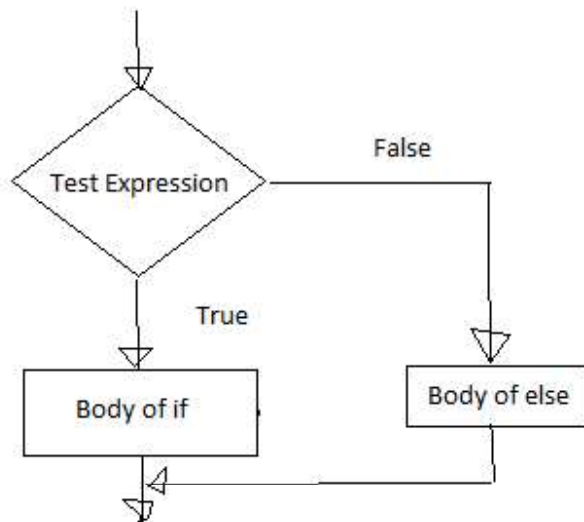 False
Test Expression
True
Body of if
Body of else